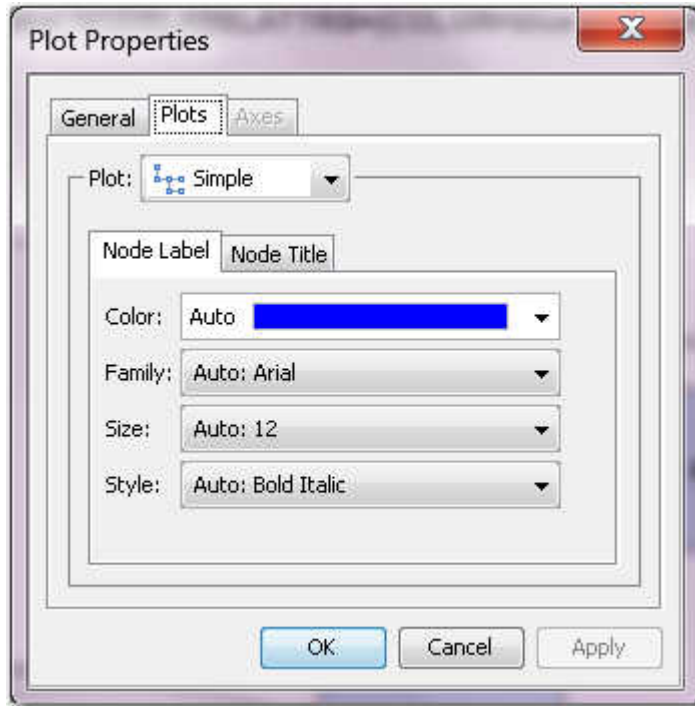 Plot Properties
General Plots Axes
Plot: Simple
Node Label Node Title
Color: Auto
Family: Auto: Arial
Size: Auto: 12
Style: Auto: Bold Italic
OK Cancel Apply